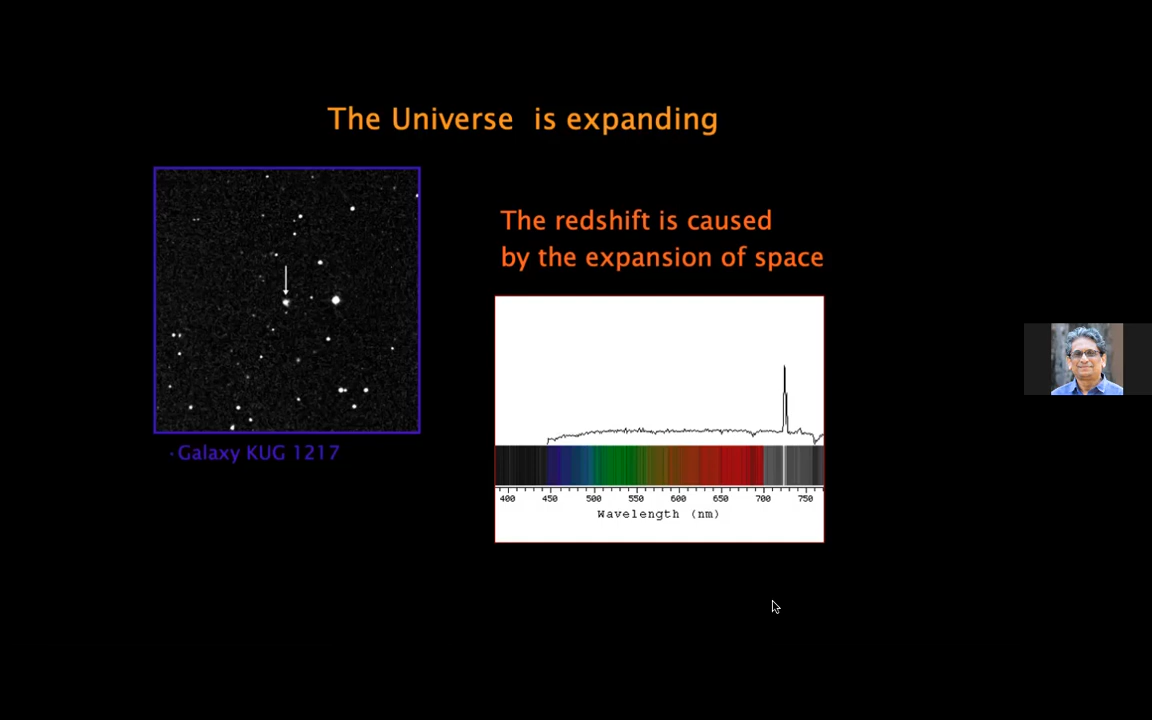 The Universe is expanding
The redshift is caused
by the expansion of space
· Galaxy KUG 1217
400 450 500 550 600 650 700 750
Wavelength (nm)